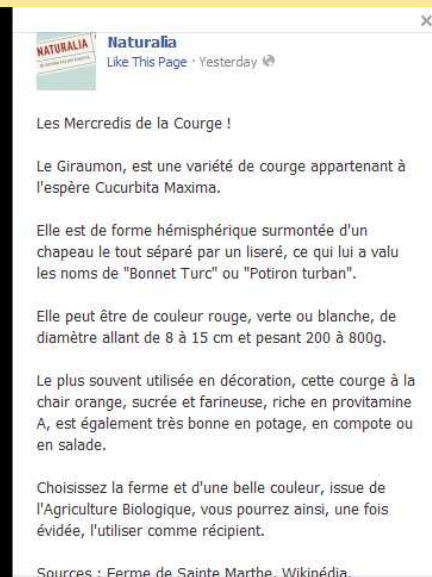 NATURALIA
Naturalia
Like This Page · Yesterday
Les Mercredis de la Courge !
Le Giraumon, est une variété de courge appartenant à
l'espère Cucurbita Maxima.
Elle est de forme hémisphérique surmontée d'un
chapeau le tout séparé par un liseré, ce qui lui a valu
les noms de "Bonnet Turc" ou "Potiron turban".
Elle peut être de couleur rouge, verte ou blanche, de
diamètre allant de 8 à 15 cm et pesant 200 à 800g.
Le plus souvent utilisée en décoration, cette courge à la
chair orange, sucrée et farineuse, riche en provitamine
A, est également très bonne en potage, en compote ou
en salade.
Choisissez la ferme et d'une belle couleur, issue de
l'Agriculture Biologique, vous pourrez ainsi, une fois
évidée, l'utiliser comme récipient.
Sources : Ferme de Sainte Marthe, Wikipédia.